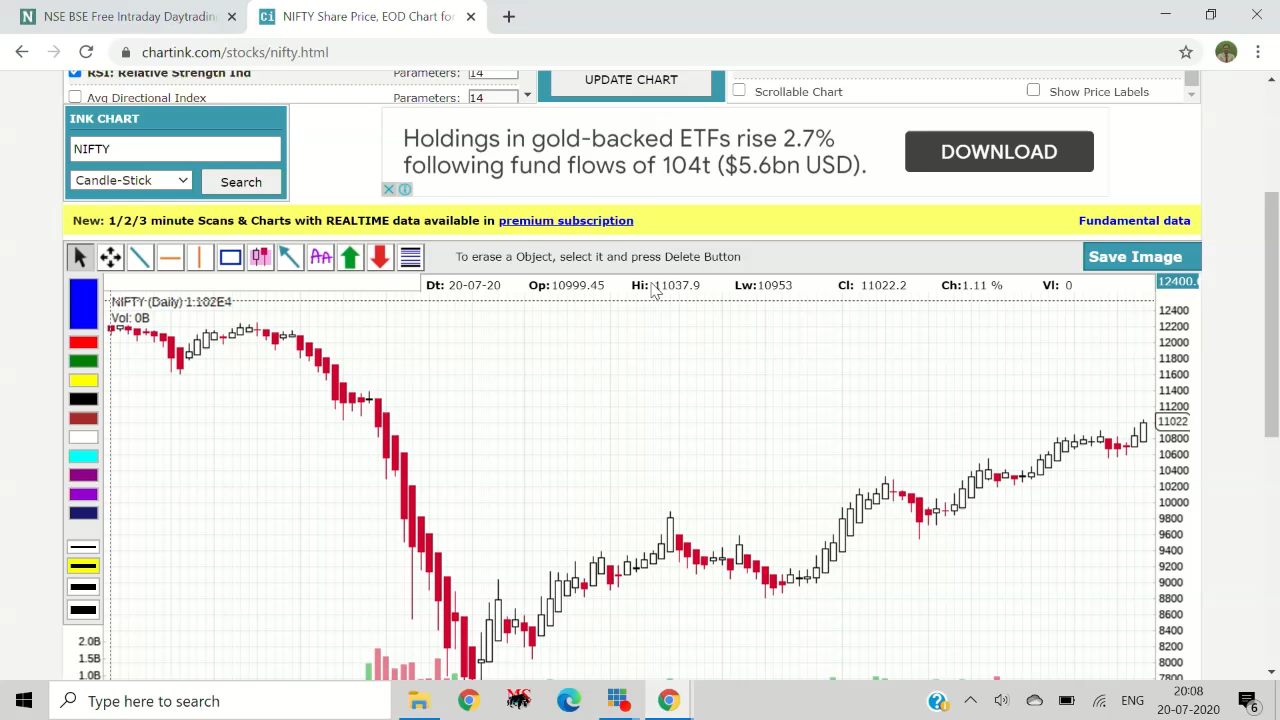 NSE BSE Free Intraday Daytrading
NIFTY Share Price, EOD Chart for
chartink.com/stocks/nifty.html
RSI: Relative Strength Ind Parameters: 14
UPDATE CHART
Avg Directional Index Parameters: 14
Scrollable Chart Show Price Labels
INK CHART
NIFTY
Candle-Stick Search
Holdings in gold-backed ETFs rise 2.7%
following fund flows of 104t ($5.6bn USD).
DOWNLOAD
New: 1/2/3 minute Scans & Charts with REALTIME data available in premium subscription Fundamental data
To erase a Object, select it and press Delete Button
Save Image
Dt: 20-07-20 Op:10999.45 Hi: 11037.9 Lw:10953 Cl: 11022.2 Ch:1.11 % Vl: 0
NIFTY (Daily) 1.102E4
Vol: 0B
12400.
12400
12200
12000
11800
11600
11400
11200
11022
10800
10600
10400
10200
10000
9800
9600
9400
9200
9000
8800
8600
8400
8200
8000
7800
2.0B
1.5B
1.0B
Type here to search
ENG
20:08
20-07-2020
6